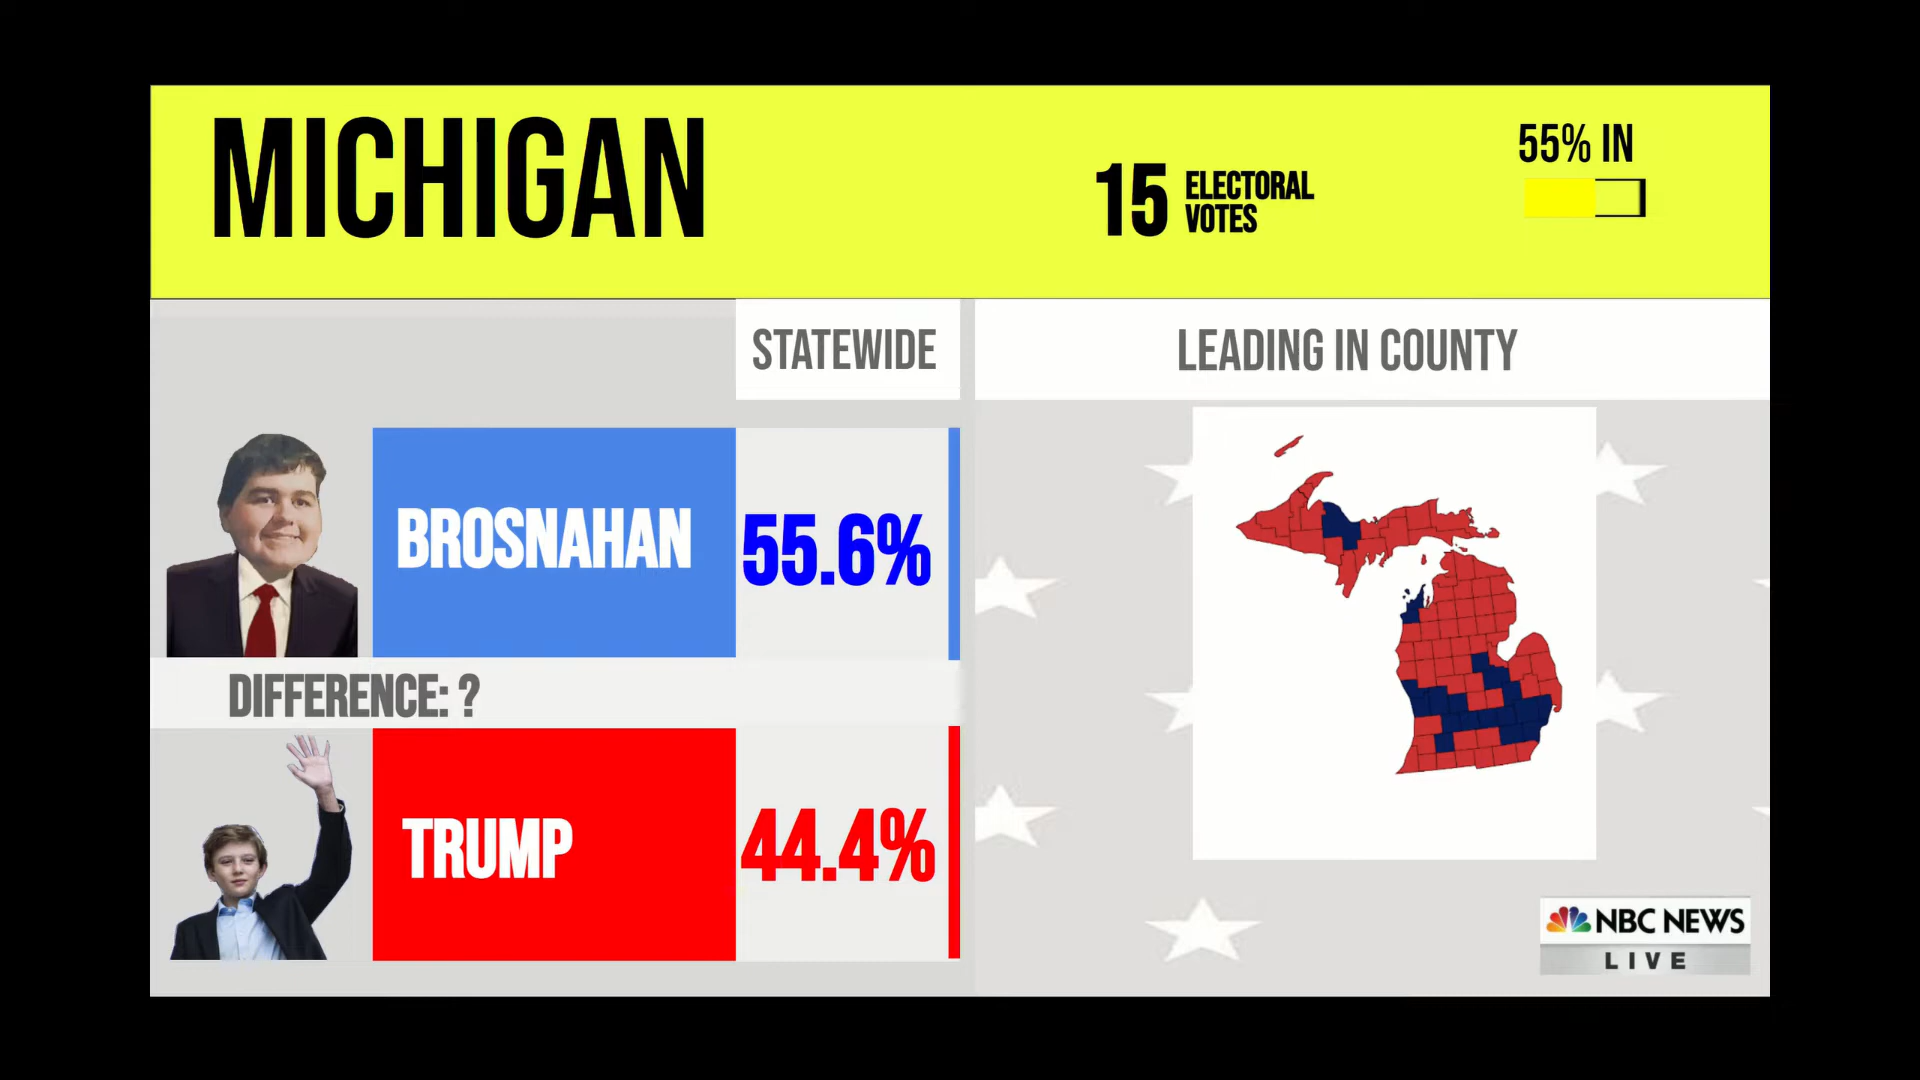 MICHIGAN
15 ELECTORAL
VOTES
55% IN
STATEWIDE
LEADING IN COUNTY
BROSNAHAN
55.6%
DIFFERENCE: ?
TRUMP
44.4%
NBC NEWS
LIVE